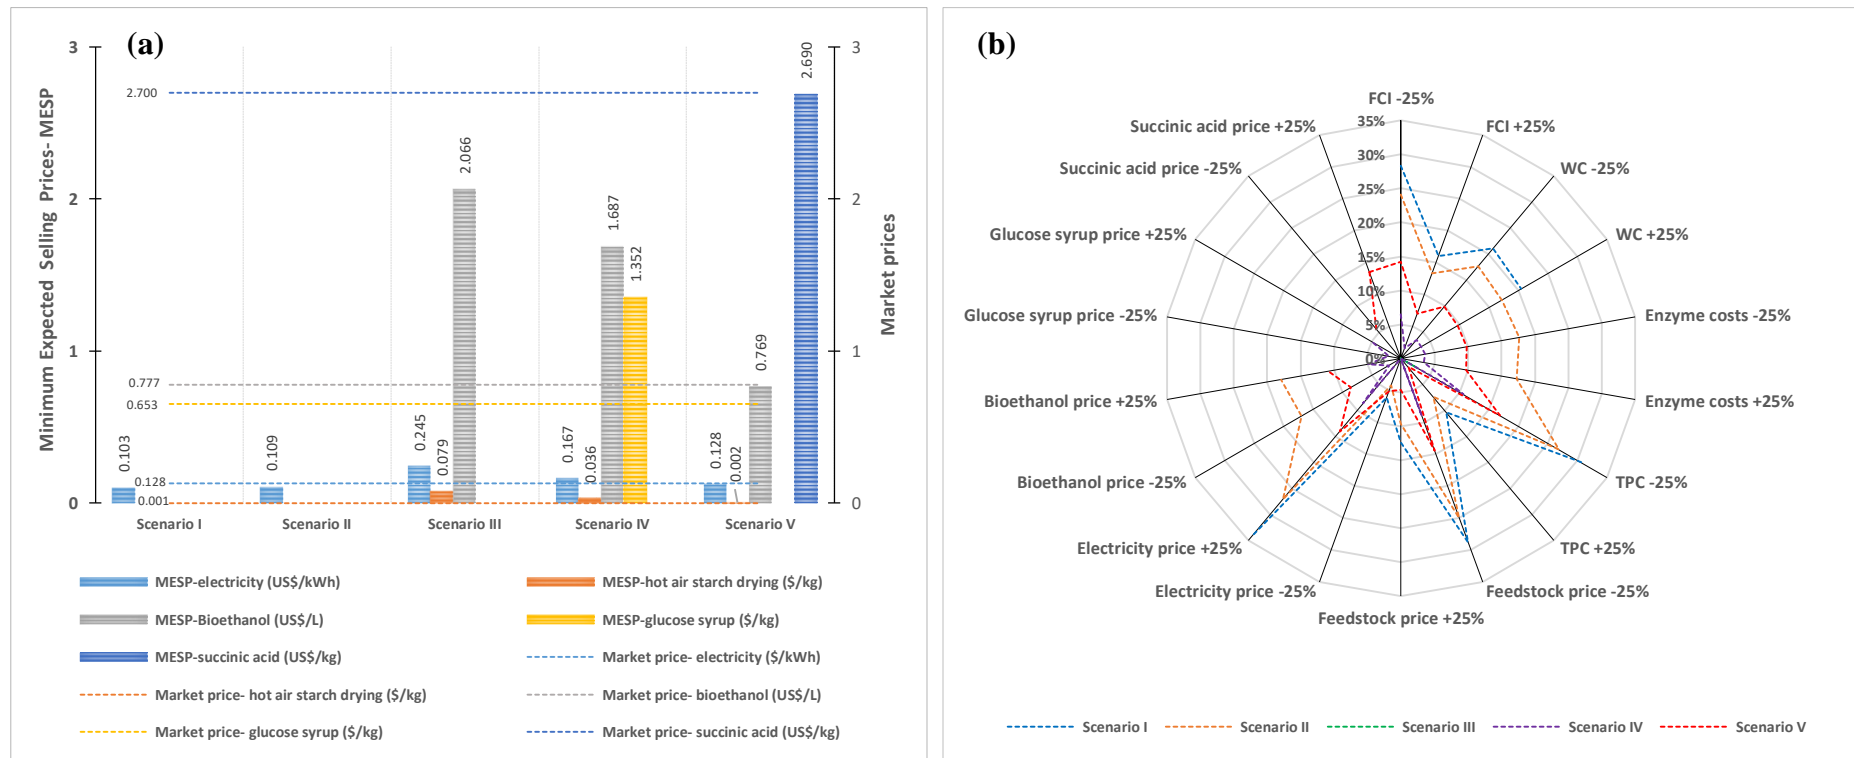 (a)
Minimum Expected Selling Prices- MESP
3
2
1
0
3
2
1
0
Market prices
2.700
0.777
0.653
0.128
0.001
0.103
0.109
0.245
0.079
2.066
0.167
0.036
1.687
1.352
0.128
0.002
0.769
2.690
Scenario I
Scenario II
Scenario III
Scenario IV
Scenario V
MESP-electricity (US$/kWh)
MESP-hot air starch drying ($/kg)
MESP-Bioethanol (US$/L)
MESP-glucose syrup ($/kg)
MESP-succinic acid (US$/kg)
Market price- electricity ($/kWh)
Market price- hot air starch drying ($/kg)
Market price- bioethanol (US$/L)
Market price- glucose syrup ($/kg)
Market price- succinic acid (US$/kg)
(b)
FCI -25%
FCI +25%
WC -25%
WC +25%
Enzyme costs -25%
Enzyme costs +25%
TPC -25%
TPC +25%
Feedstock price -25%
Feedstock price +25%
Electricity price -25%
Electricity price +25%
Bioethanol price -25%
Bioethanol price +25%
Glucose syrup price -25%
Glucose syrup price +25%
Succinic acid price -25%
Succinic acid price +25%
35%
30%
25%
20%
15%
10%
5%
0%
Scenario I
Scenario II
Scenario III
Scenario IV
Scenario V